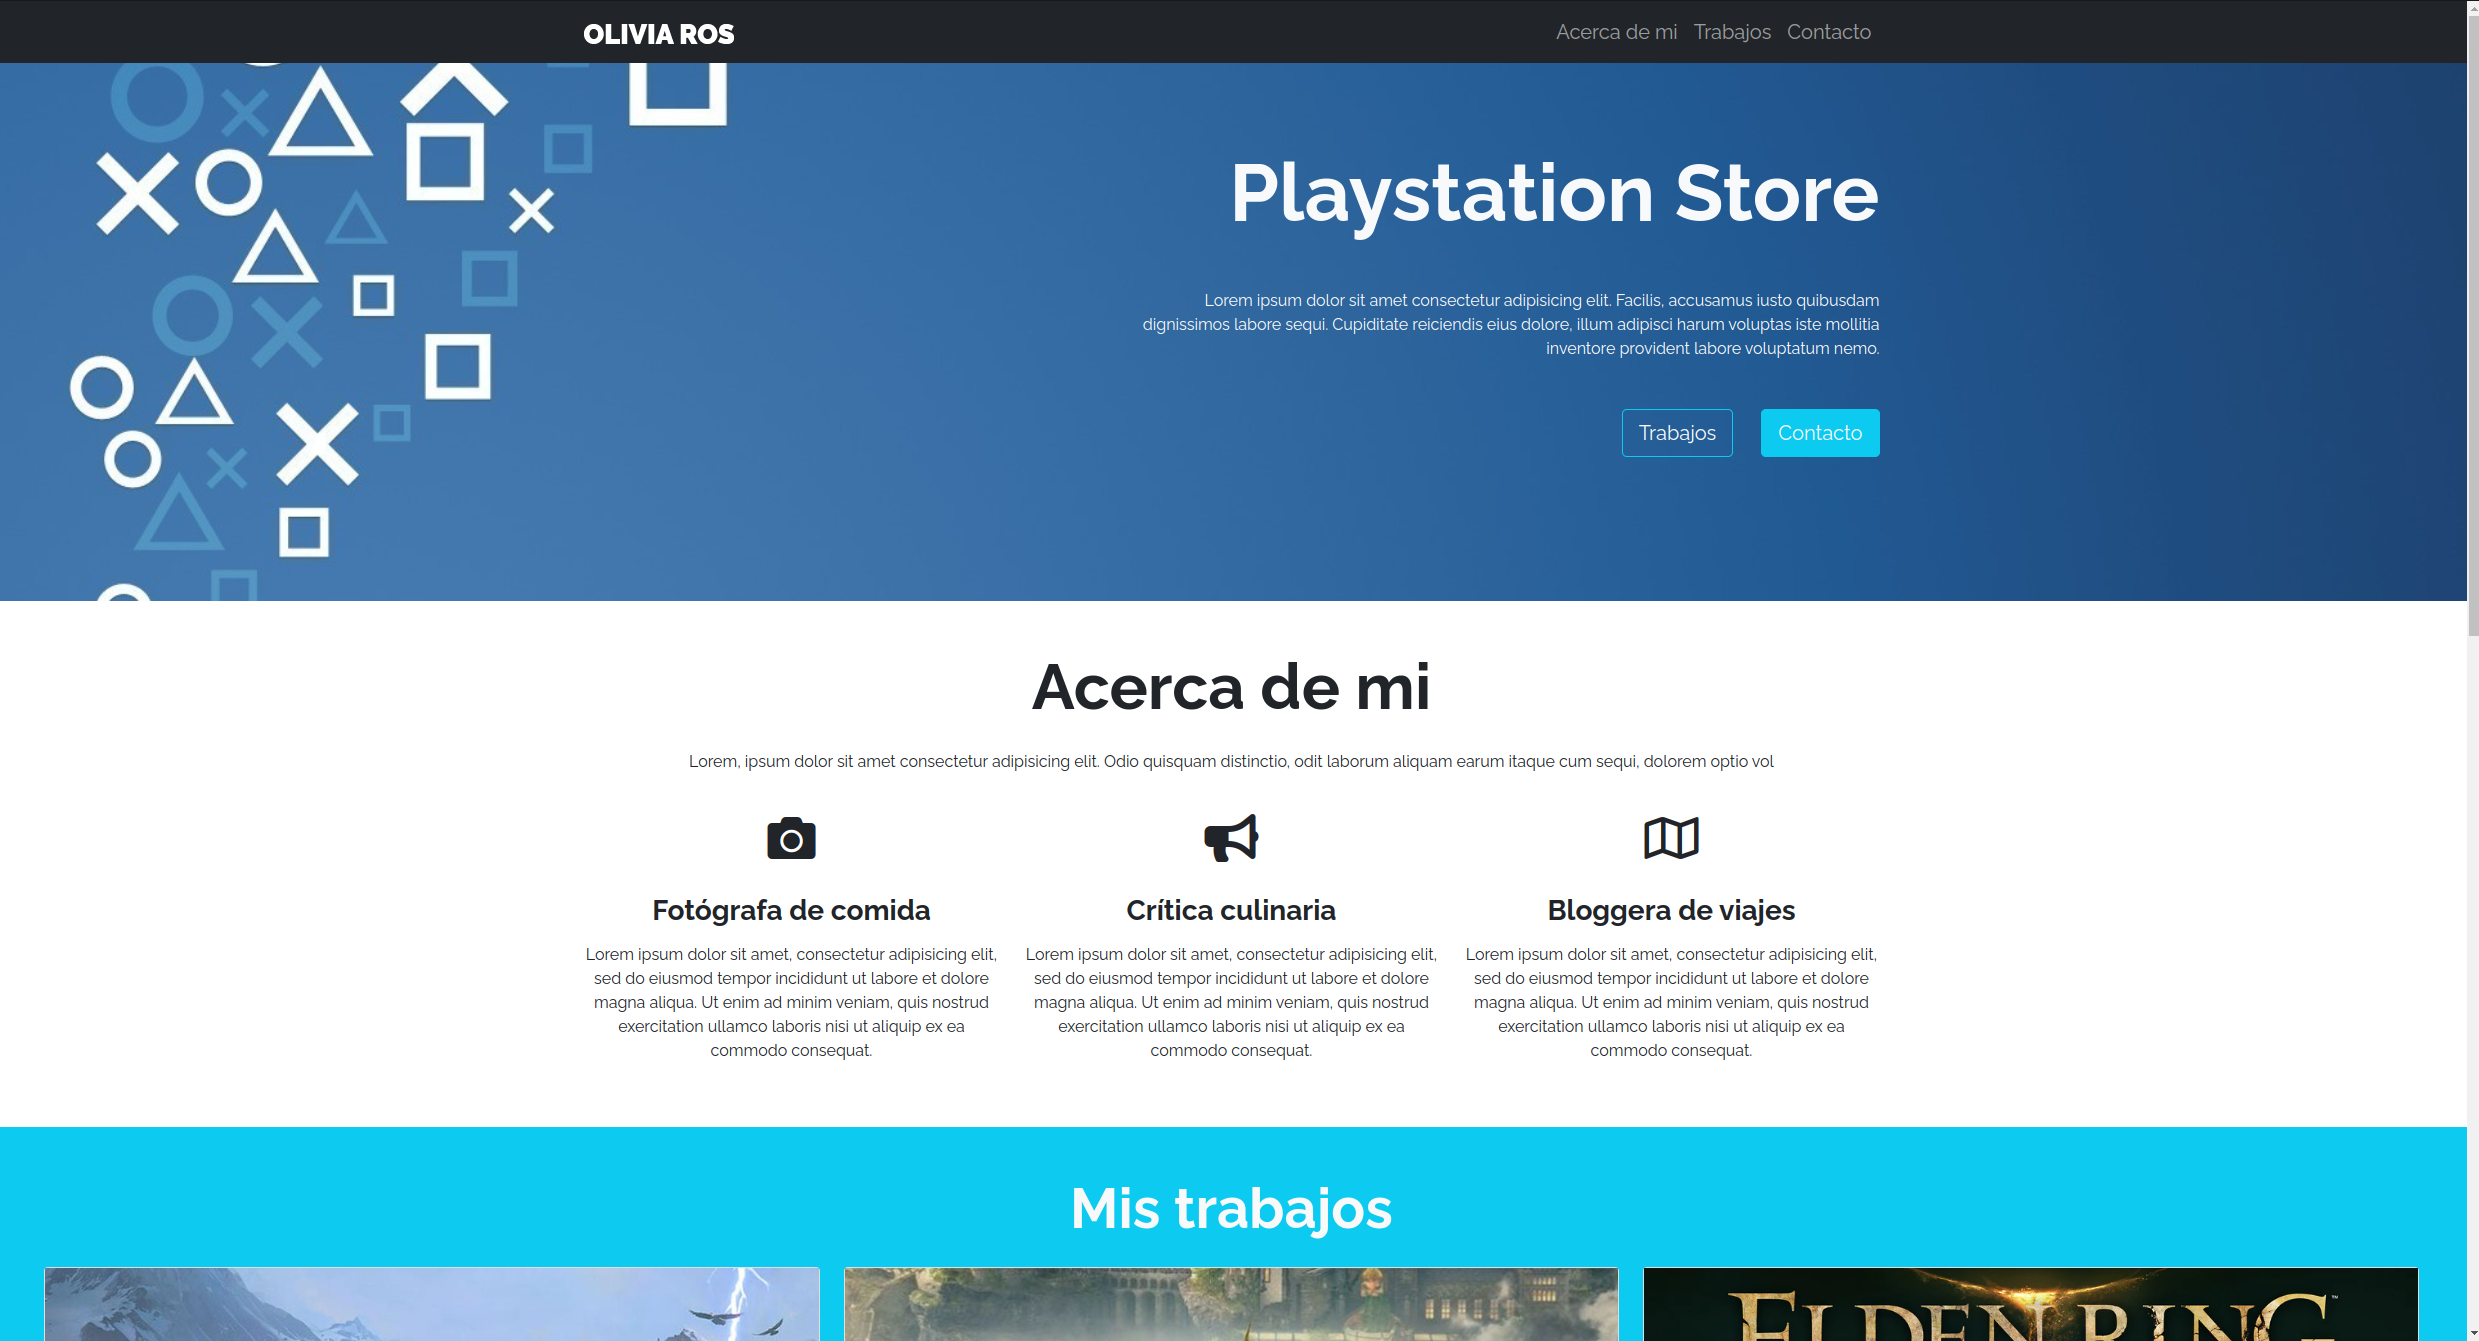 OLIVIA ROS
Acerca de mi Trabajos Contacto
Playstation Store
Lorem ipsum dolor sit amet consectetur adipisicing elit. Facilis, accusamus iusto quibusdam
dignissimos labore sequi. Cupiditate reiciendis eius dolore, illum adipisci harum voluptas iste mollitia
inventore provident labore voluptatum nemo.
Trabajos Contacto
Acerca de mi
Lorem, ipsum dolor sit amet consectetur adipisicing elit. Odio quisquam distinctio, odit laborum aliquam earum itaque cum sequi, dolorem optio vol
Fotógrafa de comida
Lorem ipsum dolor sit amet, consectetur adipisicing elit,
sed do eiusmod tempor incididunt ut labore et dolore
magna aliqua. Ut enim ad minim veniam, quis nostrud
exercitation ullamco laboris nisi ut aliquip ex ea
commodo consequat.
Crítica culinaria
Lorem ipsum dolor sit amet, consectetur adipisicing elit,
sed do eiusmod tempor incididunt ut labore et dolore
magna aliqua. Ut enim ad minim veniam, quis nostrud
exercitation ullamco laboris nisi ut aliquip ex ea
commodo consequat.
Bloggera de viajes
Lorem ipsum dolor sit amet, consectetur adipisicing elit,
sed do eiusmod tempor incididunt ut labore et dolore
magna aliqua. Ut enim ad minim veniam, quis nostrud
exercitation ullamco laboris nisi ut aliquip ex ea
commodo consequat.
Mis trabajos
ELDEN RING